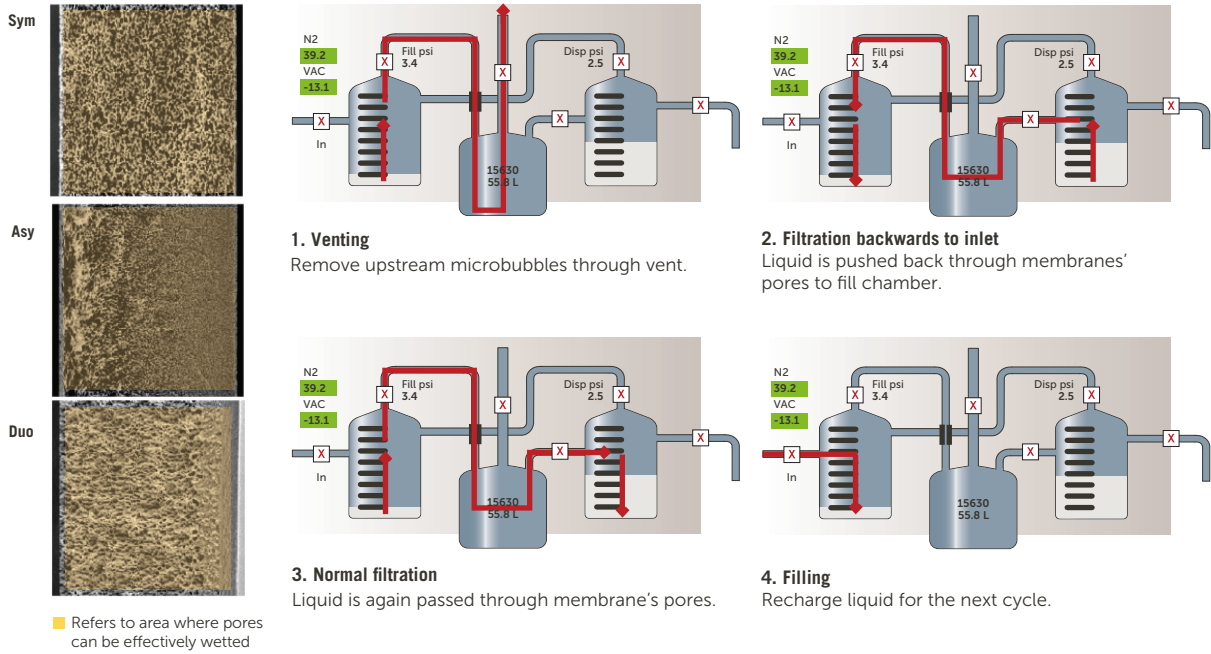 Sym
Asy
Duo
Refers to area where pores
can be effectively wetted
N2
39.2
VAC
-13.1
Fill psi
3.4
Disp psi
2.5
X
X
X
X
X
X
In
15630
55.8 L
1. Venting
Remove upstream microbubbles through vent.
N2
39.2
VAC
-13.1
Fill psi
3.4
Disp psi
2.5
X
X
X
X
X
X
In
15630
55.8 L
2. Filtration backwards to inlet
Liquid is pushed back through membranes’
pores to fill chamber.
N2
39.2
VAC
-13.1
Fill psi
3.4
Disp psi
2.5
X
X
X
X
X
X
In
15630
55.8 L
3. Normal filtration
Liquid is again passed through membrane’s pores.
N2
39.2
VAC
-13.1
Fill psi
3.4
Disp psi
2.5
X
X
X
X
X
X
In
15630
55.8 L
4. Filling
Recharge liquid for the next cycle.